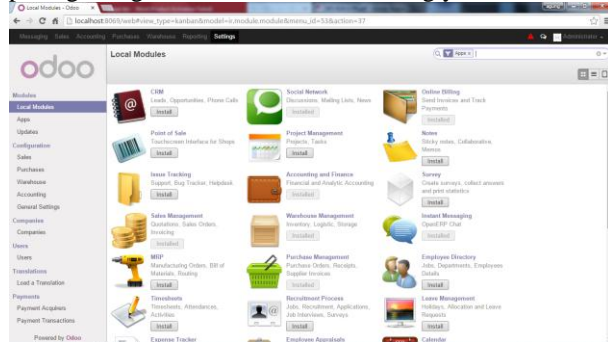 Local Modules - Odoo
localhost:8069/web#view_type=kanban&model=ir.module.module&menu_id=53&action=37
Messaging Sales Accounting Purchases Warehouse Reporting Settings Administrator
odoo
Local Modules
Apps
Modules
Local Modules
Apps
Updates
Configuration
Sales
Purchases
Warehouse
Accounting
General Settings
Companies
Companies
Users
Users
Translations
Load a Translation
Payments
Payment Acquirers
Payment Transactions
Powered by Odoo
CRM
Leads, Opportunities, Phone Calls
Install
Social Network
Discussions, Mailing Lists, News
Installed
Online Billing
Send Invoices and Track
Payments
Installed
Point of Sale
Touchscreen Interface for Shops
Install
Project Management
Projects, Tasks
Install
Notes
Sticky notes, Collaborative,
Memos
Install
Issue Tracking
Support, Bug Tracker, Helpdesk
Install
Accounting and Finance
Financial and Analytic Accounting
Installed
Survey
Create surveys, collect answers
and print statistics
Install
Sales Management
Quotations, Sales Orders,
Invoicing
Installed
Warehouse Management
Inventory, Logistic, Storage
Installed
Instant Messaging
OpenERP Chat
Installed
MRP
Manufacturing Orders, Bill of
Materials, Routing
Install
Purchase Management
Purchase Orders, Receipts,
Supplier Invoices
Installed
Employee Directory
Jobs, Departments, Employees
Details
Install
Timesheets
Timesheets, Attendances,
Activities
Install
Recruitment Process
Jobs, Recruitment, Applications,
Job Interviews, Surveys
Install
Leave Management
Holidays, Allocation and Leave
Requests
Install
Expense Tracker
Employee Appraisals
Calendar